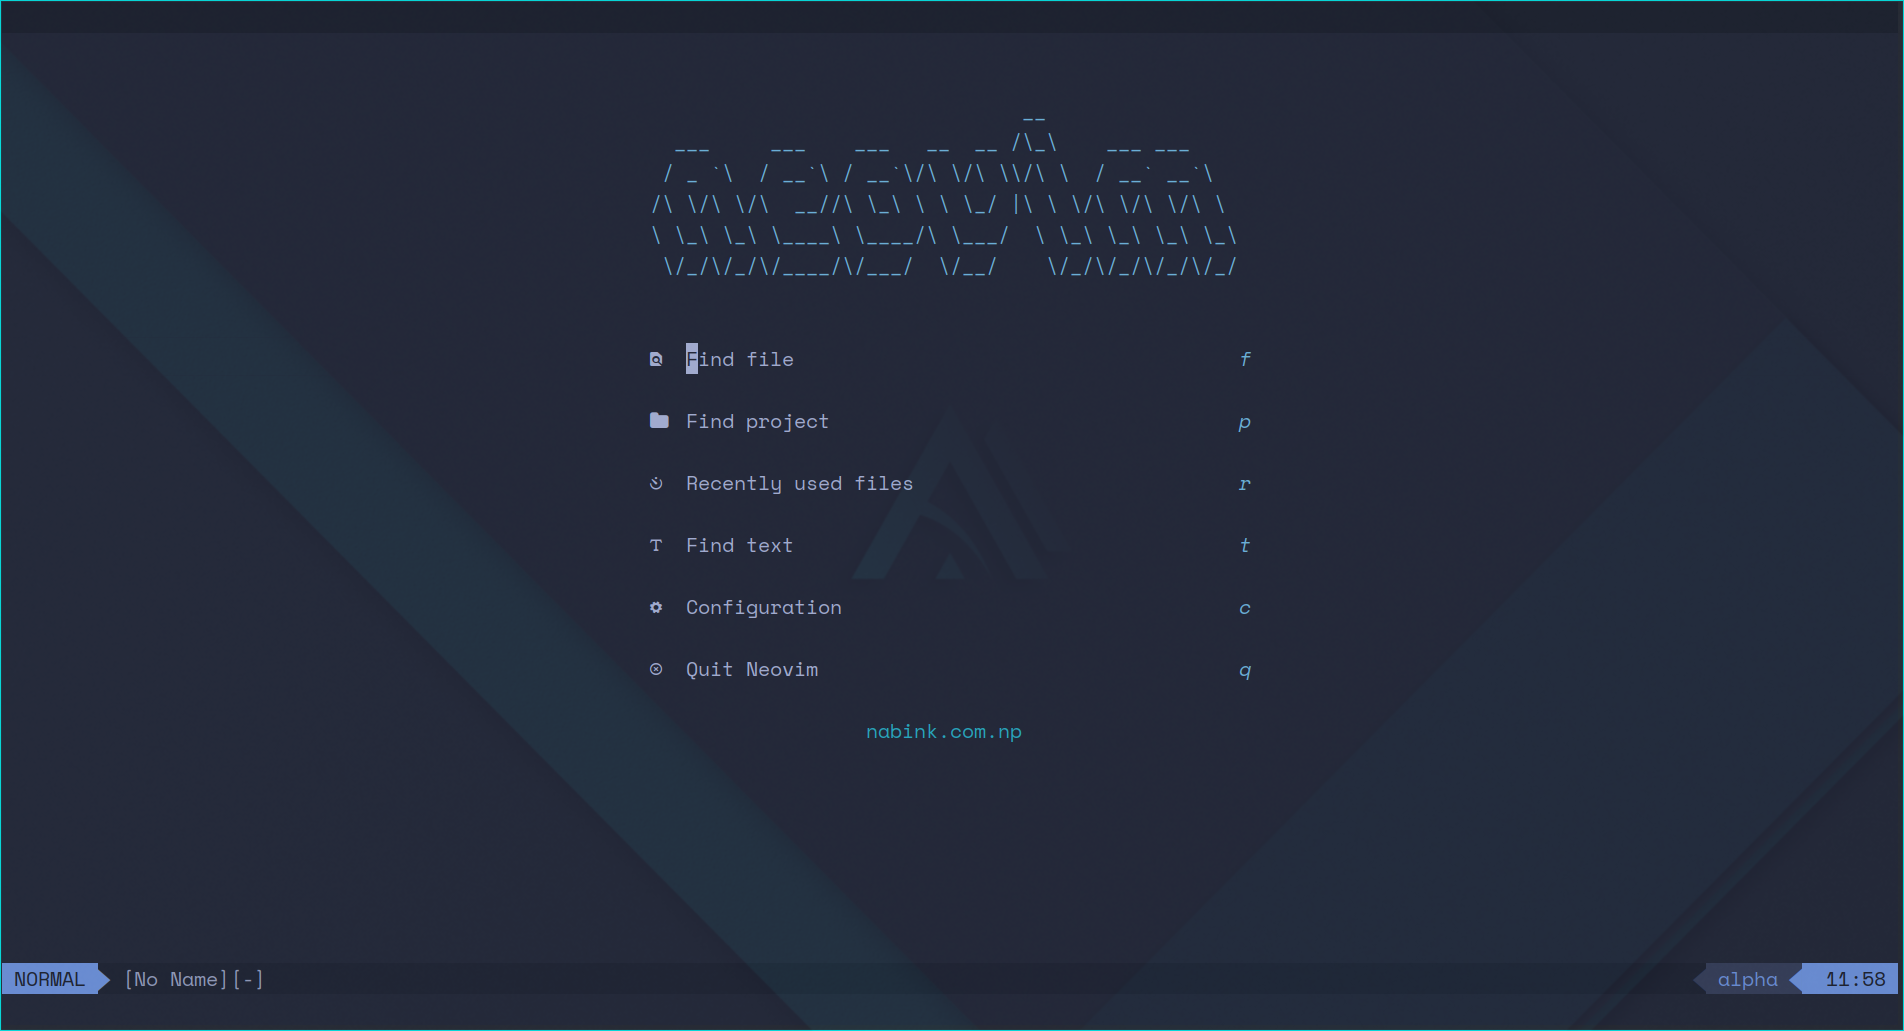 __
  ___     ___    ___   __  __ /\_\    ___ ___
 / _ `\  / __`\ / __`\/\ \/\ \\/\ \  / __` __`\
/\ \/\ \/\  __//\ \_\ \ \ \_/ |\ \ \/\ \/\ \/\ \
\ \_\ \_\ \____\ \____/\ \___/  \ \_\ \_\ \_\ \_\
 \/_/\/_/\/____/\/___/  \/__/    \/_/\/_/\/_/\/_/
Find file f
Find project p
Recently used files r
Find text t
Configuration c
Quit Neovim q
nabink.com.np
NORMAL [No Name][-] alpha 11:58